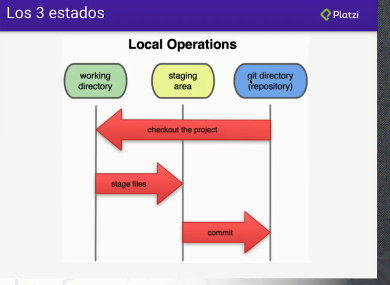 Los 3 estados
Platzi
Local Operations
working
directory
staging
area
git directory
(repository)
checkout the project
stage files
commit